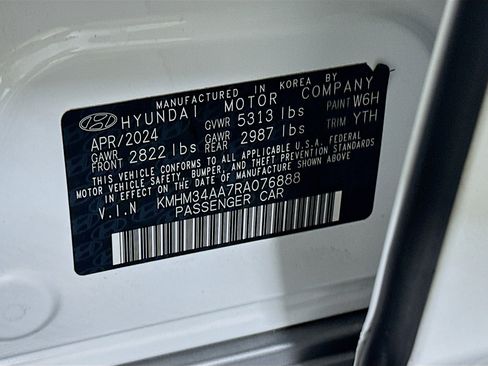 MANUFACTURED IN KOREA BY
HYUNDAI MOTOR COMPANY
APR/2024 GVWR 5313 lbs PAINT W6H
GAWR FRONT 2822 lbs GAWR REAR 2987 lbs TRIM YTH
THIS VEHICLE CONFORMS TO ALL APPLICABLE U.S.A. FEDERAL
MOTOR VEHICLE SAFETY, BUMPER, AND THEFT PREVENTION STANDARDS
IN EFFECT ON THE DATE OF MANUFACTURE SHOWN ABOVE.
V.I.N KMHM34AA7RA076888
PASSENGER CAR